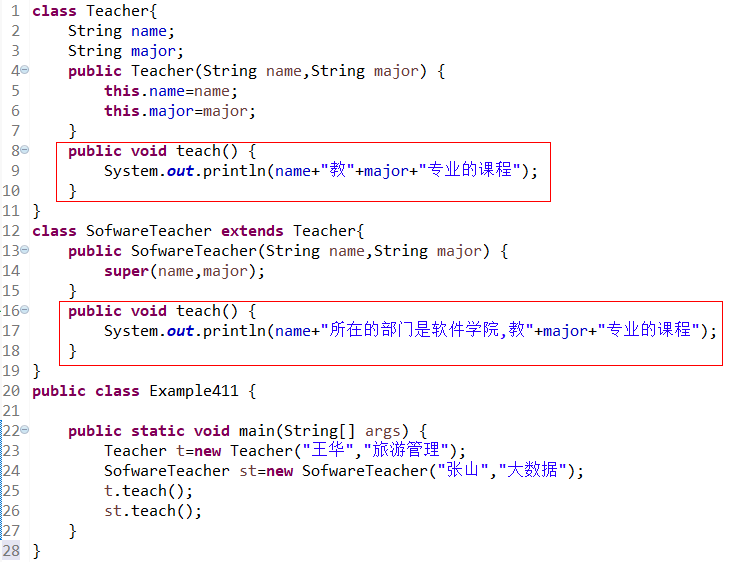 1 class Teacher{
2     String name;
3     String major;
4     public Teacher(String name,String major) {
5         this.name=name;
6         this.major=major;
7     }
8     public void teach() {
9         System.out.println(name+"教"+major+"专业的课程");
10     }
11 }
12 class SofwareTeacher extends Teacher{
13     public SofwareTeacher(String name,String major) {
14         super(name,major);
15     }
16     public void teach() {
17         System.out.println(name+"所在的部门是软件学院,教"+major+"专业的课程");
18     }
19 }
20 public class Example411 {
21
22     public static void main(String[] args) {
23         Teacher t=new Teacher("王华","旅游管理");
24         SofwareTeacher st=new SofwareTeacher("张山","大数据");
25         t.teach();
26         st.teach();
27     }
28 }